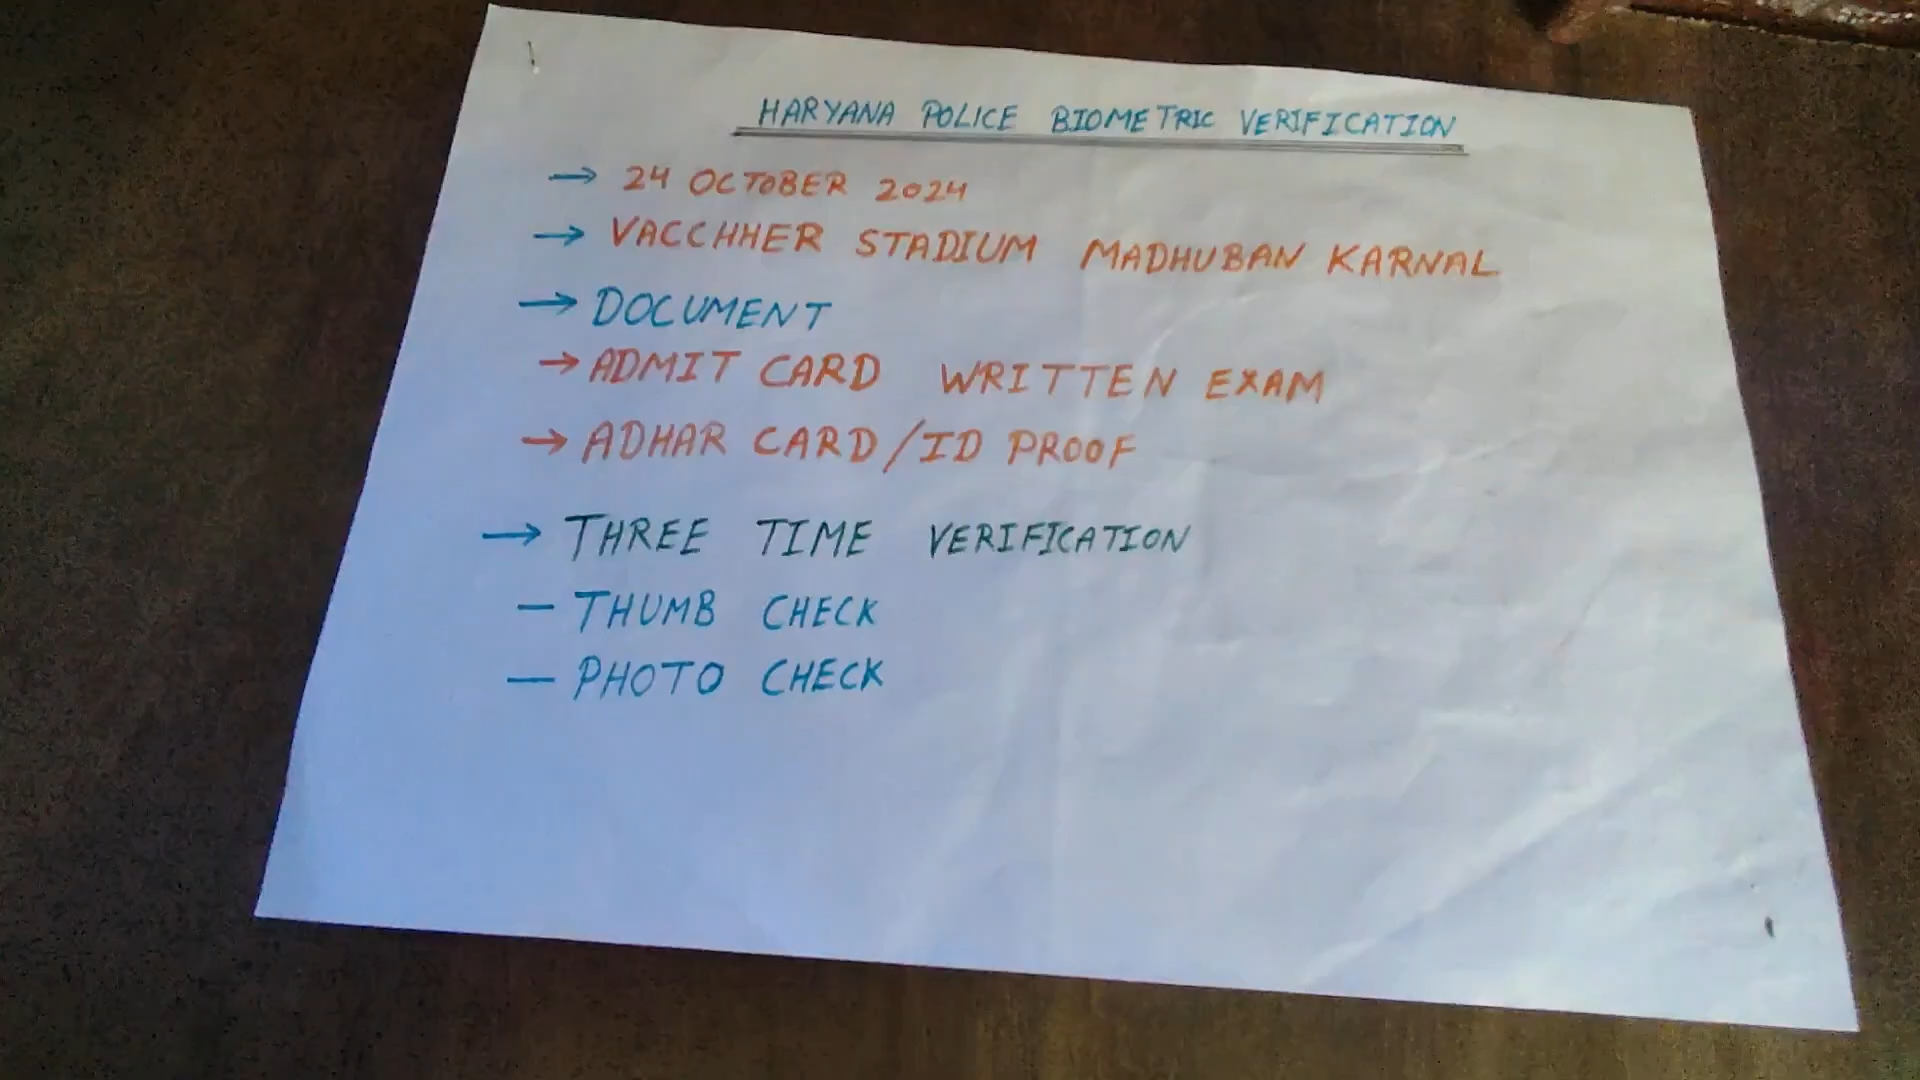 HARYANA POLICE BIOMETRIC VERIFICATION
→ 24 OCTOBER 2024
→ VACCHHER STADIUM MADHUBAN KARNAL
→ DOCUMENT
→ ADMIT CARD WRITTEN EXAM
→ ADHAR CARD/ID PROOF
→ THREE TIME VERIFICATION
— THUMB CHECK
— PHOTO CHECK